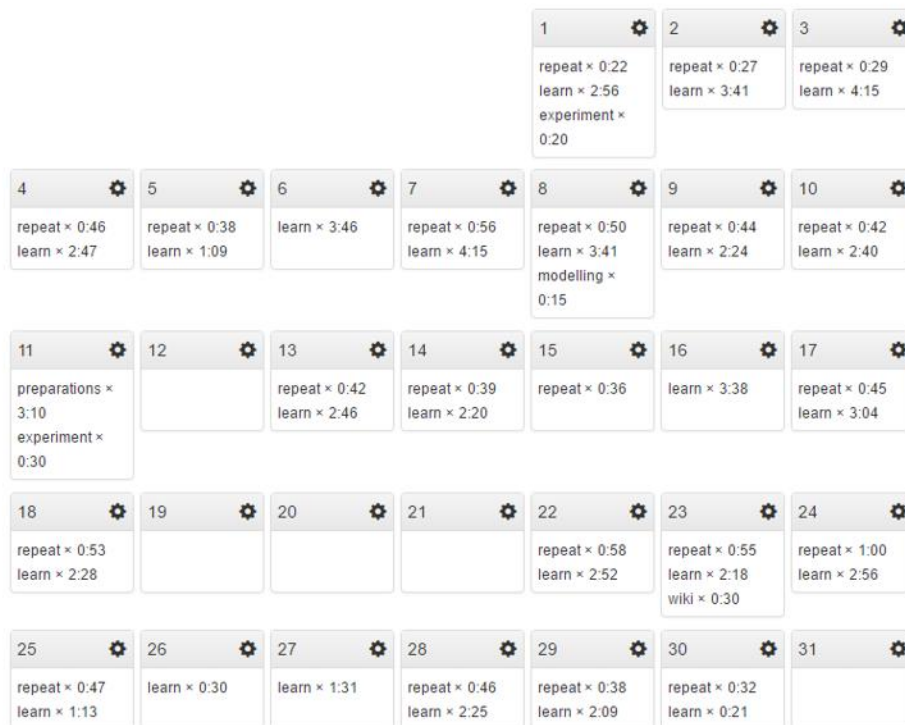 1
repeat × 0:22
learn × 2:56
experiment ×
0:20
2
repeat × 0:27
learn × 3:41
3
repeat × 0:29
learn × 4:15
4
repeat × 0:46
learn × 2:47
5
repeat × 0:38
learn × 1:09
6
learn × 3:46
7
repeat × 0:56
learn × 4:15
8
repeat × 0:50
learn × 3:41
modelling ×
0:15
9
repeat × 0:44
learn × 2:24
10
repeat × 0:42
learn × 2:40
11
preparations ×
3:10
experiment ×
0:30
12
13
repeat × 0:42
learn × 2:46
14
repeat × 0:39
learn × 2:20
15
repeat × 0:36
16
learn × 3:38
17
repeat × 0:45
learn × 3:04
18
repeat × 0:53
learn × 2:28
19
20
21
22
repeat × 0:58
learn × 2:52
23
repeat × 0:55
learn × 2:18
wiki × 0:30
24
repeat × 1:00
learn × 2:56
25
repeat × 0:47
learn × 1:13
26
learn × 0:30
27
learn × 1:31
28
repeat × 0:46
learn × 2:25
29
repeat × 0:38
learn × 2:09
30
repeat × 0:32
learn × 0:21
31